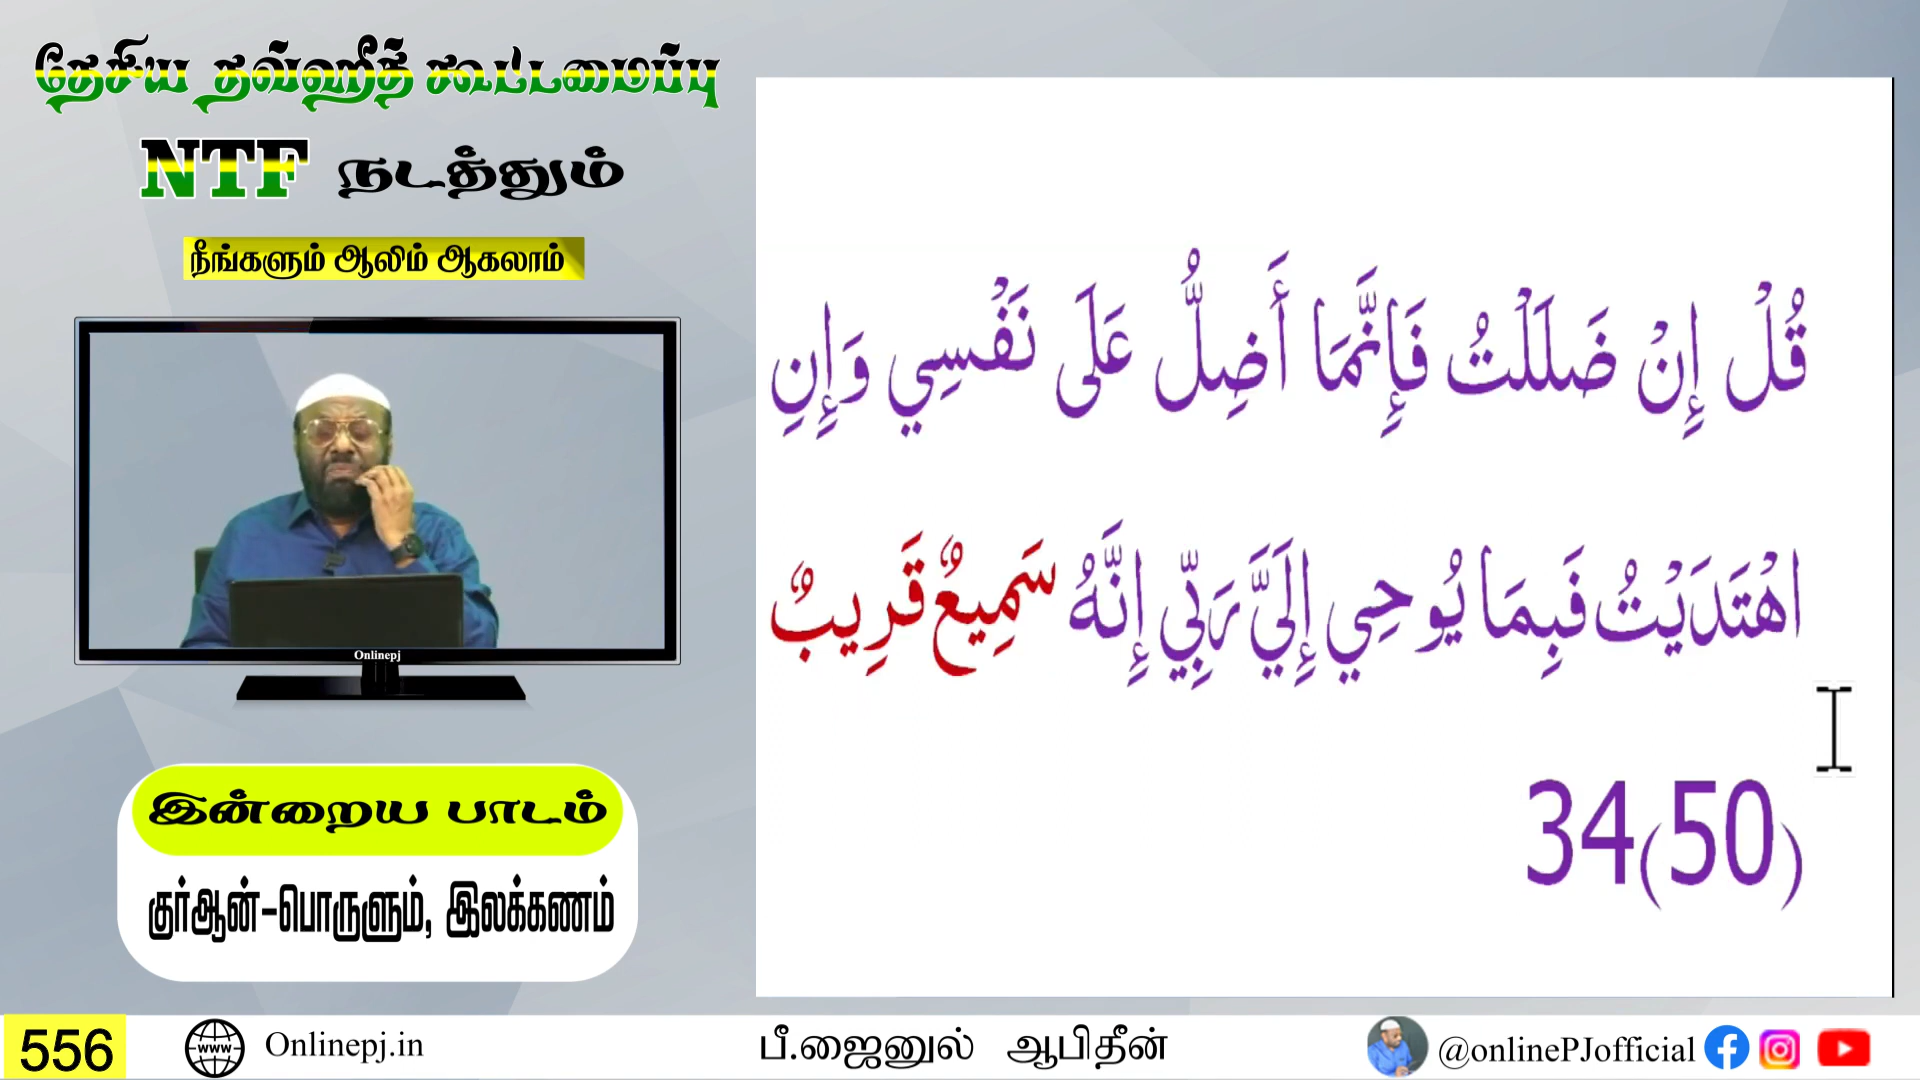 தேசிய தவ்ஹீத் கூட்டமைப்பு
NTF நடத்தும்
நீங்களும் ஆலிம் ஆகலாம்
Onlinepj
இன்றைய பாடம்
குர்ஆன்-பொருளும், இலக்கணம்
قُلْ إِنْ ضَلَلْتُ فَإِنَّمَا أَضِلُّ عَلَى نَفْسِي وَإِنِ
اهْتَدَيْتُ فَبِمَا يُوحِي إِلَيَّ رَبِّي إِنَّهُ سَمِيعٌ قَرِيبٌ
34(50)
556 www Onlinepj.in பீ.ஜைனுல் ஆபிதீன் @onlinePJofficial